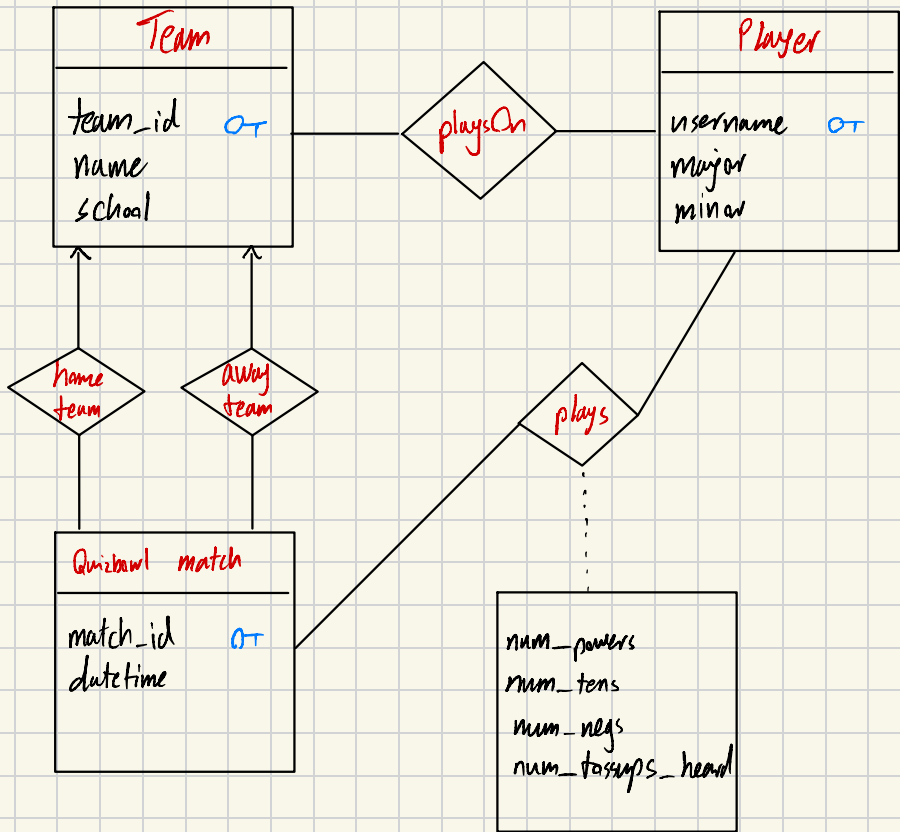 Team
team_id
name
school
playsOn
Player
username
major
minor
home
team
away
team
plays
Quizbowl match
match_id
datetime
num_powers
num_tens
num_negs
num_tossups_heard